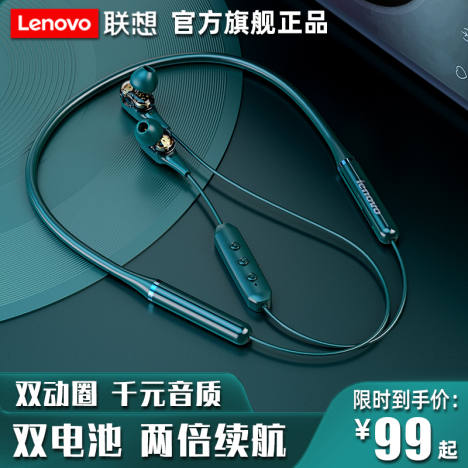 Lenovo 联想 官方旗舰正品
lenovo
双动圈 千元音质
双电池 两倍续航
限时到手价:
¥99起